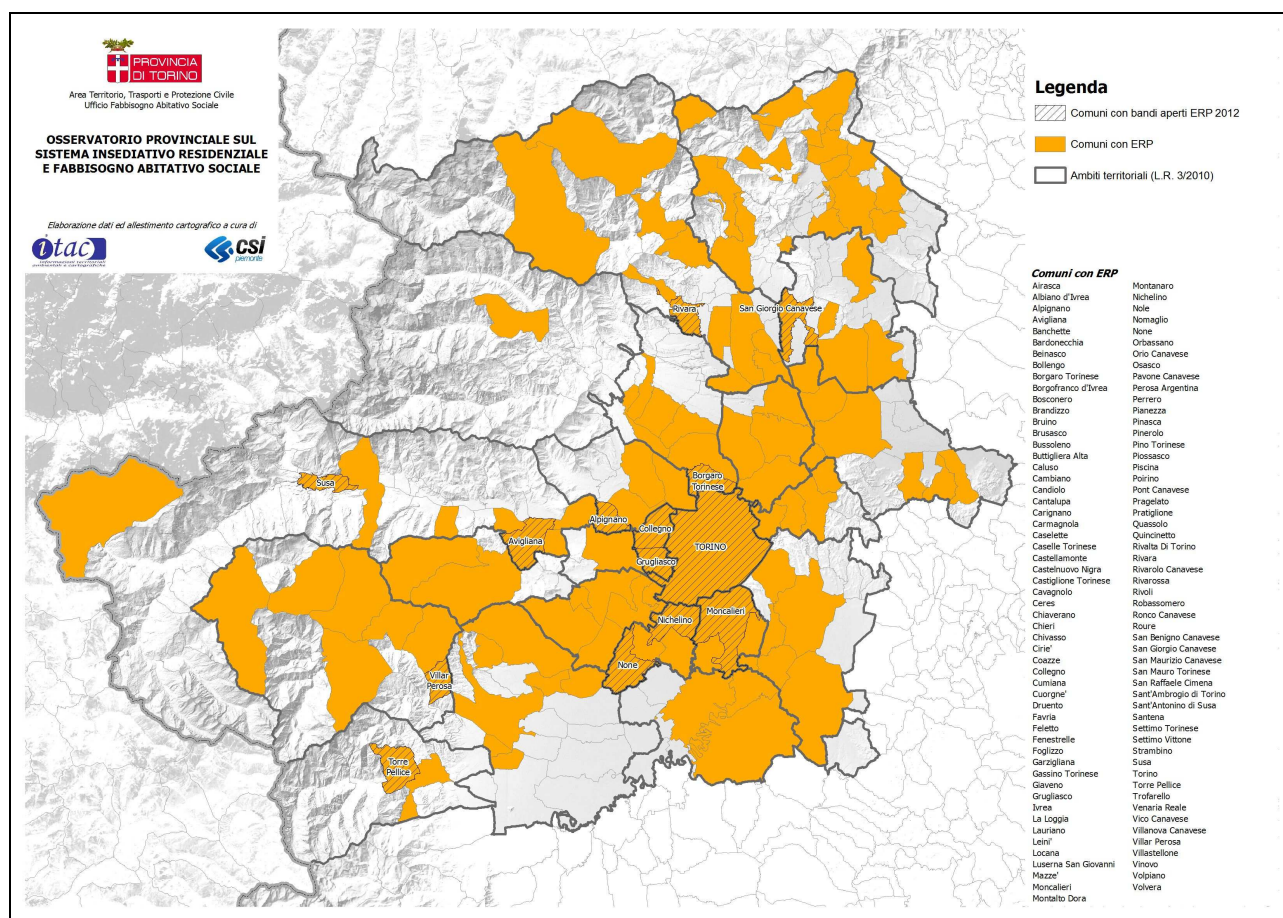 PROVINCIA
DI TORINO
Area Territorio, Trasporti e Protezione Civile
Ufficio Fabbisogno Abitativo Sociale
OSSERVATORIO PROVINCIALE SUL
SISTEMA INSEDIATIVO RESIDENZIALE
E FABBISOGNO ABITATIVO SOCIALE
Elaborazione dati ed allestimento cartografico a cura di
itac
informazioni territoriali
ambientali e cartografiche
csi
piemonte
Rivara
San Giorgio Canavese
Susa
Borgaro
Torinese
Alpignano
Collegno
Avigliana
TORINO
Grugliasco
Moncalieri
Nichelino
None
Villar
Perosa
Torre
Pellice
Legenda
Comuni con bandi aperti ERP 2012
Comuni con ERP
Ambiti territoriali (L.R. 3/2010)
Comuni con ERP
Airasca
Albiano d'Ivrea
Alpignano
Avigliana
Banchette
Bardonecchia
Beinasco
Bollengo
Borgaro Torinese
Borgofranco d'Ivrea
Bosconero
Brandizzo
Bruino
Brusasco
Bussoleno
Buttigliera Alta
Caluso
Cambiano
Candiolo
Cantalupa
Carignano
Carmagnola
Caselette
Caselle Torinese
Castellamonte
Castelnuovo Nigra
Castiglione Torinese
Cavagnolo
Ceres
Chiaverano
Chieri
Chivasso
Cirie'
Coazze
Collegno
Cumiana
Cuorgne'
Druento
Favria
Feletto
Fenestrelle
Foglizzo
Garzigliana
Gassino Torinese
Giaveno
Grugliasco
Ivrea
La Loggia
Lauriano
Leini'
Locana
Luserna San Giovanni
Mazze'
Moncalieri
Montalto Dora
Montanaro
Nichelino
Nole
Nomaglio
None
Orbassano
Orio Canavese
Osasco
Pavone Canavese
Perosa Argentina
Perrero
Pianezza
Pinasca
Pinerolo
Pino Torinese
Piossasco
Piscina
Poirino
Pont Canavese
Pragelato
Pratiglione
Quassolo
Quincinetto
Rivalta Di Torino
Rivara
Rivarolo Canavese
Rivarossa
Rivoli
Robassomero
Ronco Canavese
Roure
San Benigno Canavese
San Giorgio Canavese
San Maurizio Canavese
San Mauro Torinese
San Raffaele Cimena
Sant'Ambrogio di Torino
Sant'Antonino di Susa
Santena
Settimo Torinese
Settimo Vittone
Strambino
Susa
Torino
Torre Pellice
Trofarello
Venaria Reale
Vico Canavese
Villanova Canavese
Villar Perosa
Villastellone
Vinovo
Volpiano
Volvera